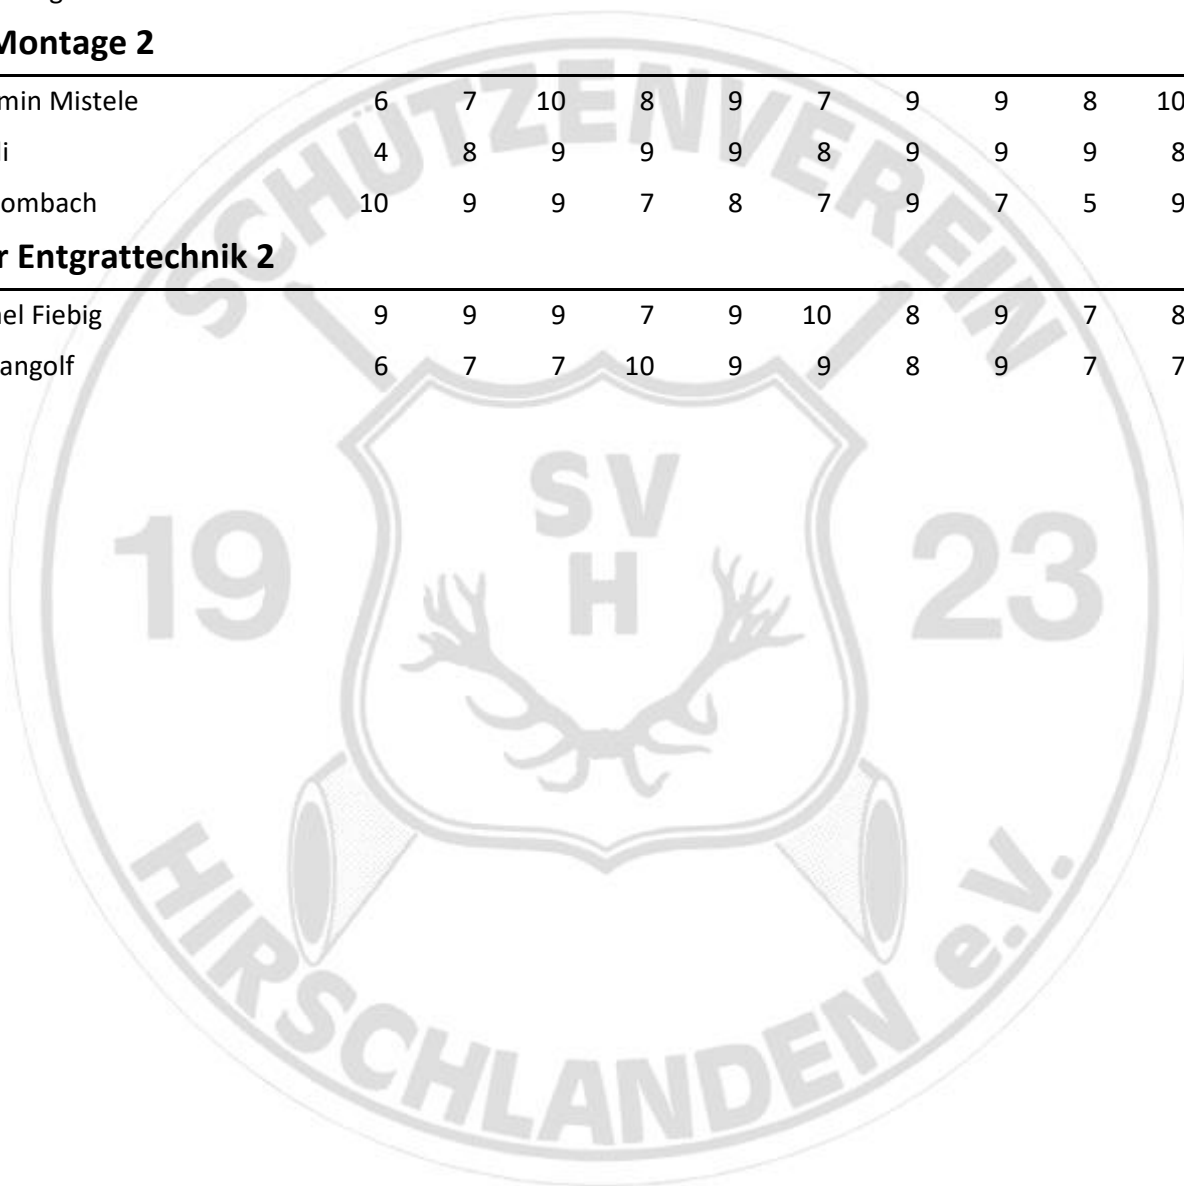 Montage 2
min Mistele 6 7 10 8 9 7 9 9 8 10
li 4 8 9 9 9 8 9 9 9 8
ombach 10 9 9 7 8 7 9 7 5 9
r Entgrattechnik 2
el Fiebig 9 9 9 7 9 10 8 9 7 8
angolf 6 7 7 10 9 9 8 9 7 7
SCHÜTZENVEREIN
SV
H
19 23
HIRSCHLANDEN e.V.